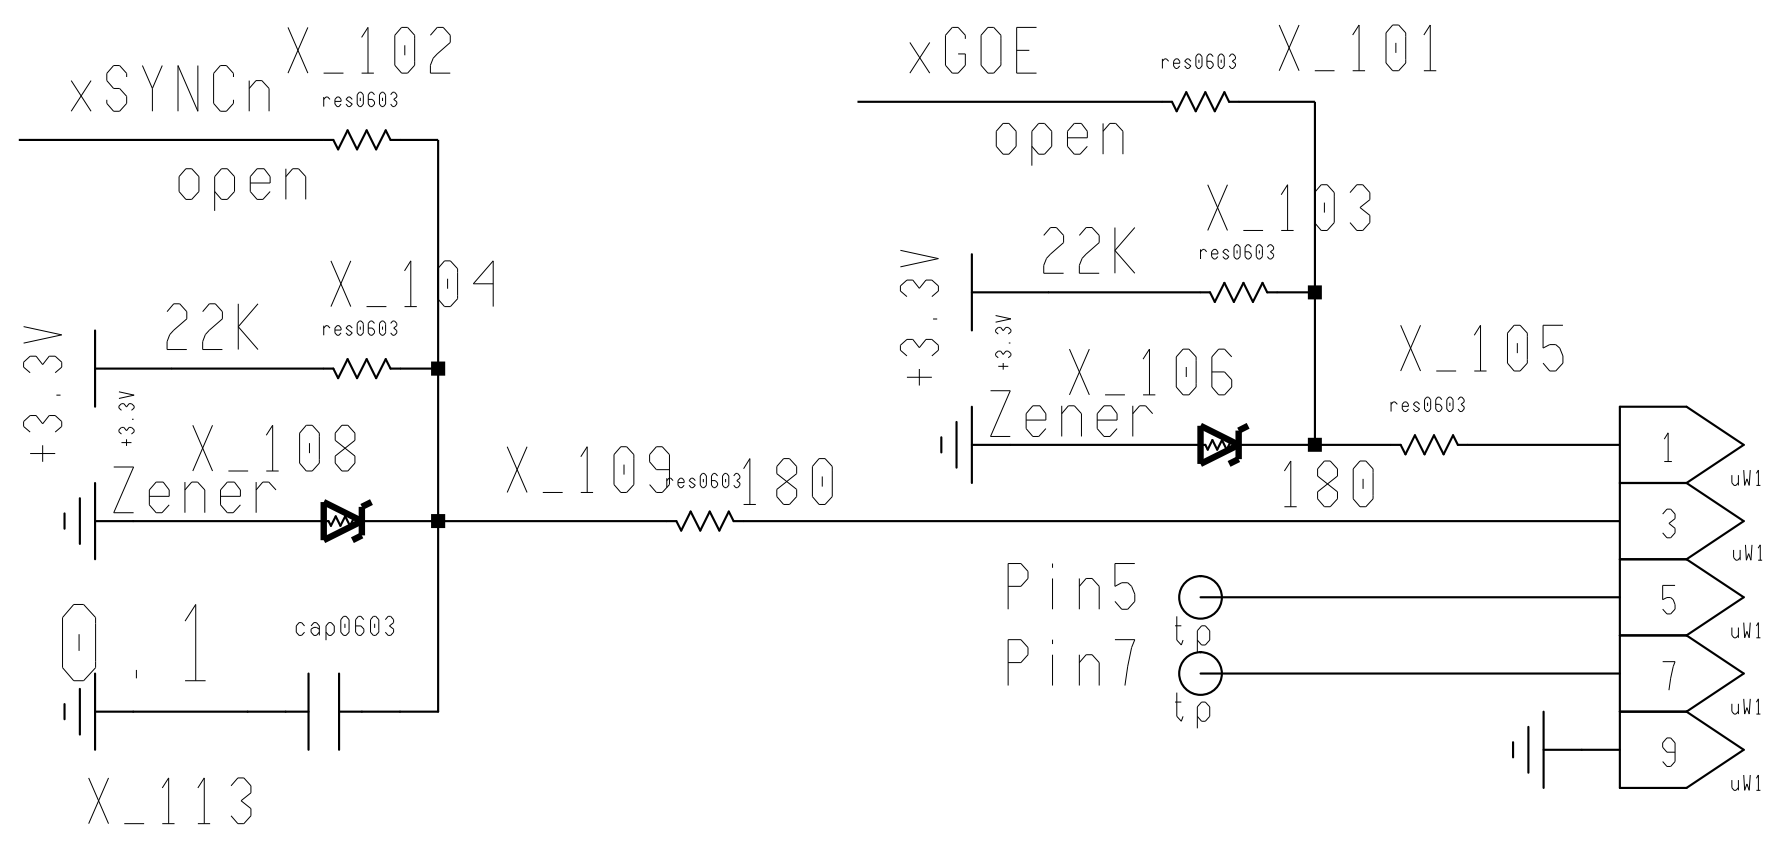 X_102
xSYNCn
res0603
open
xGOE
res0603
X_101
open
X_104
22K
res0603
+3.3V
+3.3V
X_103
22K
res0603
+3.3V
+3.3V
X_108
Zener
X_106
Zener
X_105
res0603
180
X_109
res0603
180
1
uW1
3
uW1
Pin5
tp
5
uW1
Pin7
tp
7
uW1
9
uW1
0.1
cap0603
X_113